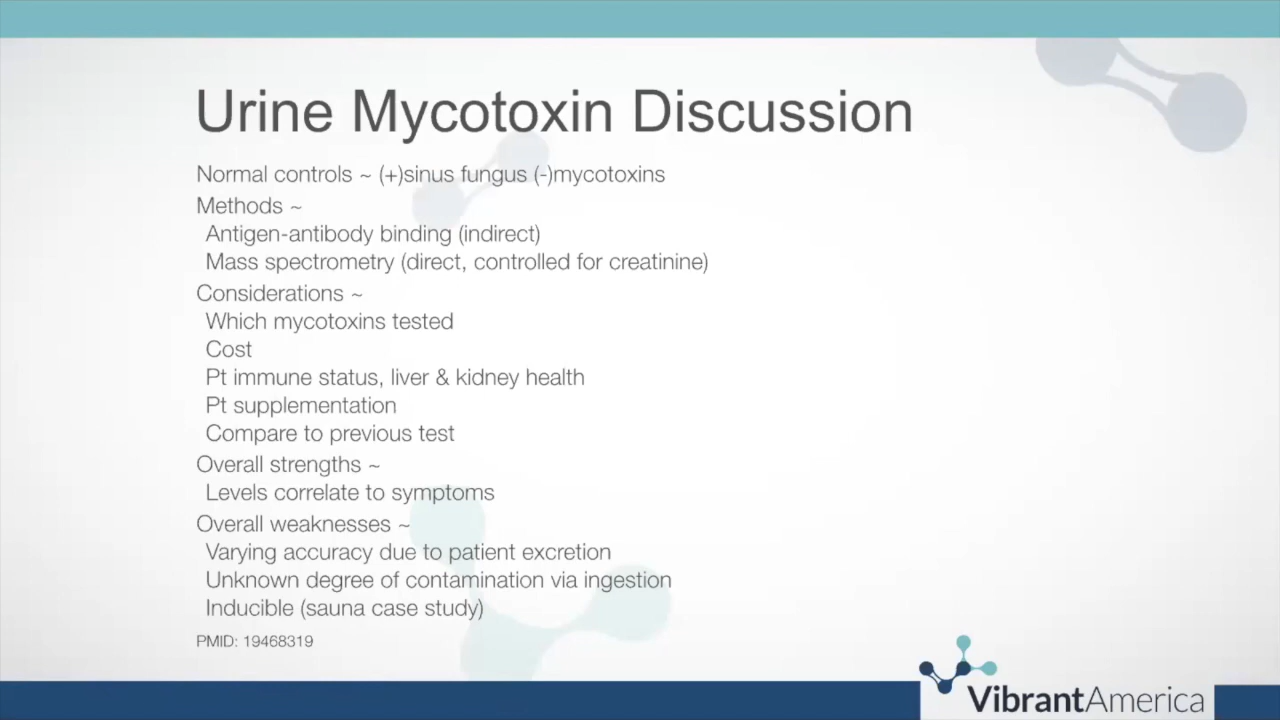 Urine Mycotoxin Discussion
Normal controls ~ (+)sinus fungus (-)mycotoxins
Methods ~
Antigen-antibody binding (indirect)
Mass spectrometry (direct, controlled for creatinine)
Considerations ~
Which mycotoxins tested
Cost
Pt immune status, liver & kidney health
Pt supplementation
Compare to previous test
Overall strengths ~
Levels correlate to symptoms
Overall weaknesses ~
Varying accuracy due to patient excretion
Unknown degree of contamination via ingestion
Inducible (sauna case study)
PMID: 19468319
VibrantAmerica